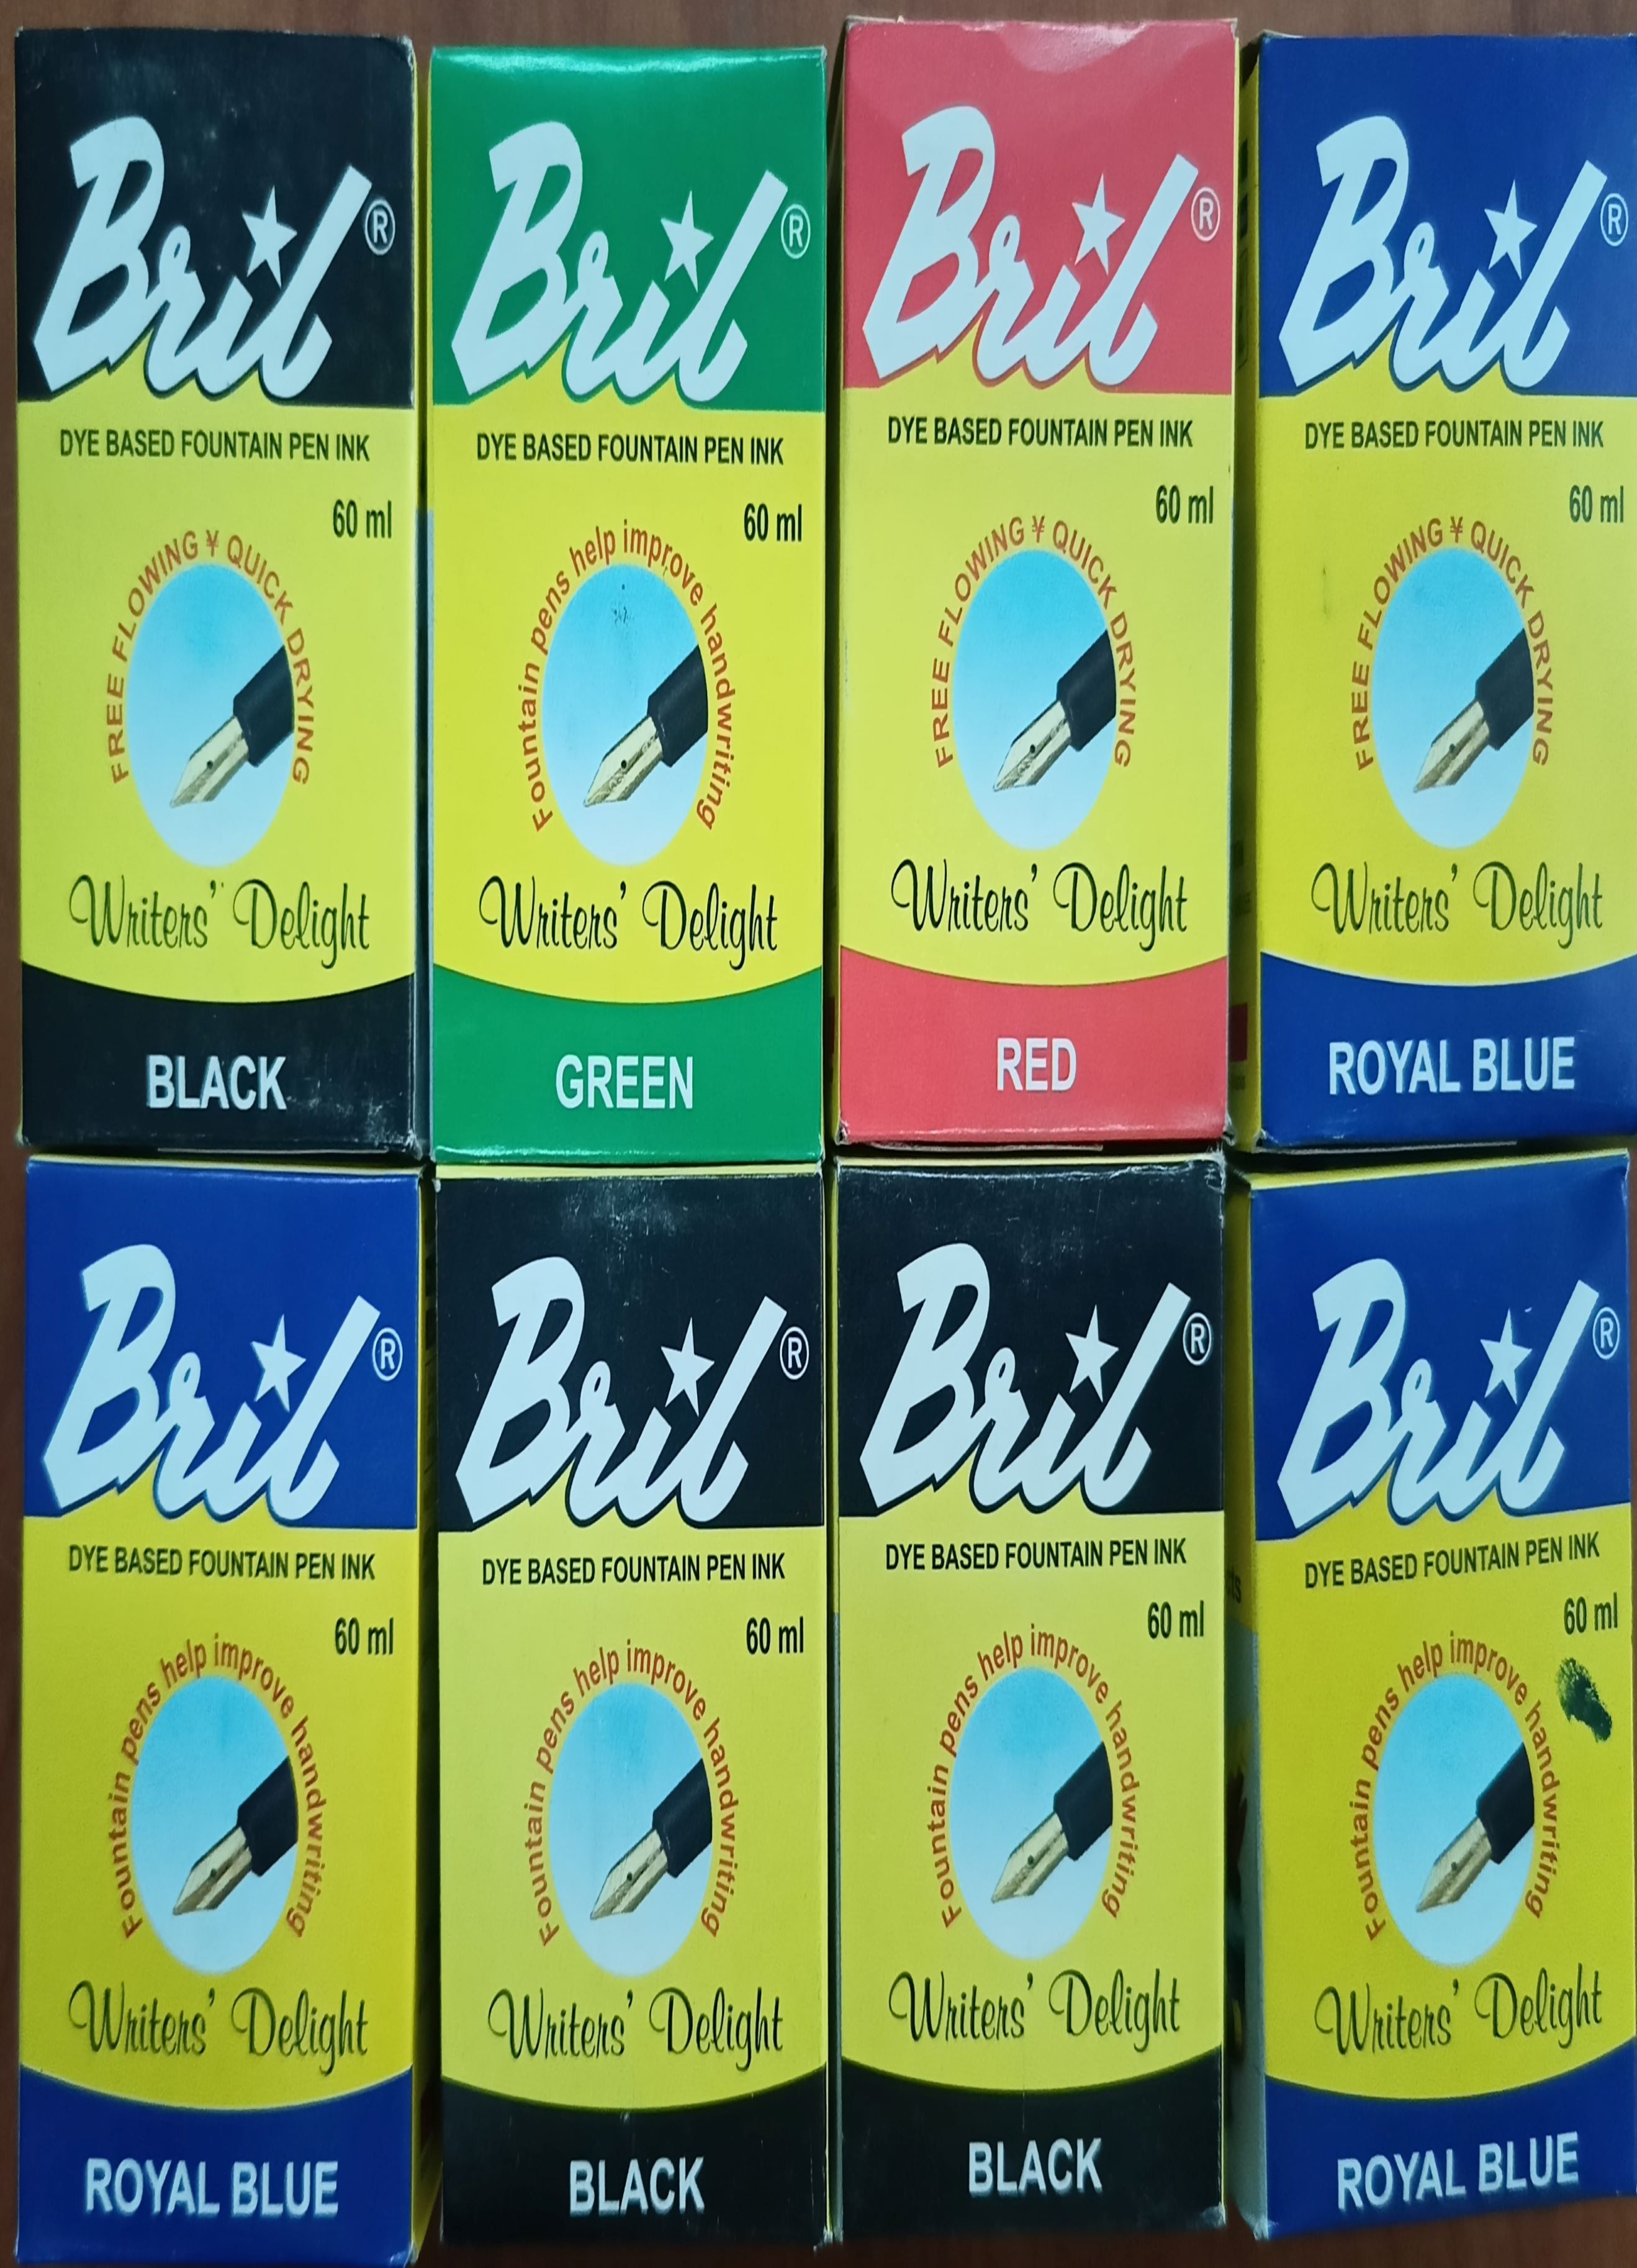 Bril®
DYE BASED FOUNTAIN PEN INK
60 ml
FREE FLOWING ¥ QUICK DRYING
Writers' Delight
BLACK
Bril®
DYE BASED FOUNTAIN PEN INK
60 ml
Fountain pens help improve handwriting
Writers' Delight
GREEN
Bril®
DYE BASED FOUNTAIN PEN INK
60 ml
FREE FLOWING ¥ QUICK DRYING
Writers' Delight
RED
Bril®
DYE BASED FOUNTAIN PEN INK
60 ml
FREE FLOWING ¥ QUICK DRYING
Writers' Delight
ROYAL BLUE
Bril®
DYE BASED FOUNTAIN PEN INK
60 ml
Fountain pens help improve handwriting
Writers' Delight
ROYAL BLUE
Bril®
DYE BASED FOUNTAIN PEN INK
60 ml
Fountain pens help improve handwriting
Writers' Delight
BLACK
Bril®
DYE BASED FOUNTAIN PEN INK
60 ml
Fountain pens help improve handwriting
Writers' Delight
BLACK
Bril®
DYE BASED FOUNTAIN PEN INK
60 ml
Fountain pens help improve handwriting
Writers' Delight
ROYAL BLUE